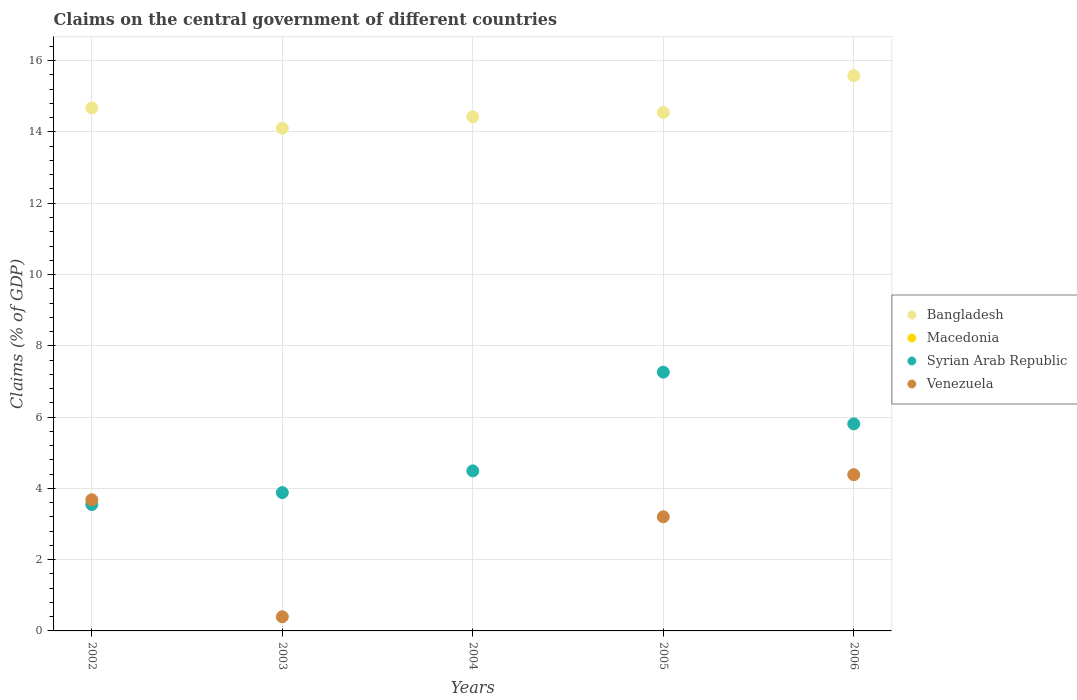 Claims on the central government of different countries
Claims (% of GDP)
16
14
12
10
8
6
4
2
0
Bangladesh
Macedonia
Syrian Arab Republic
Venezuela
2002
2003
2004
2005
2006
Years